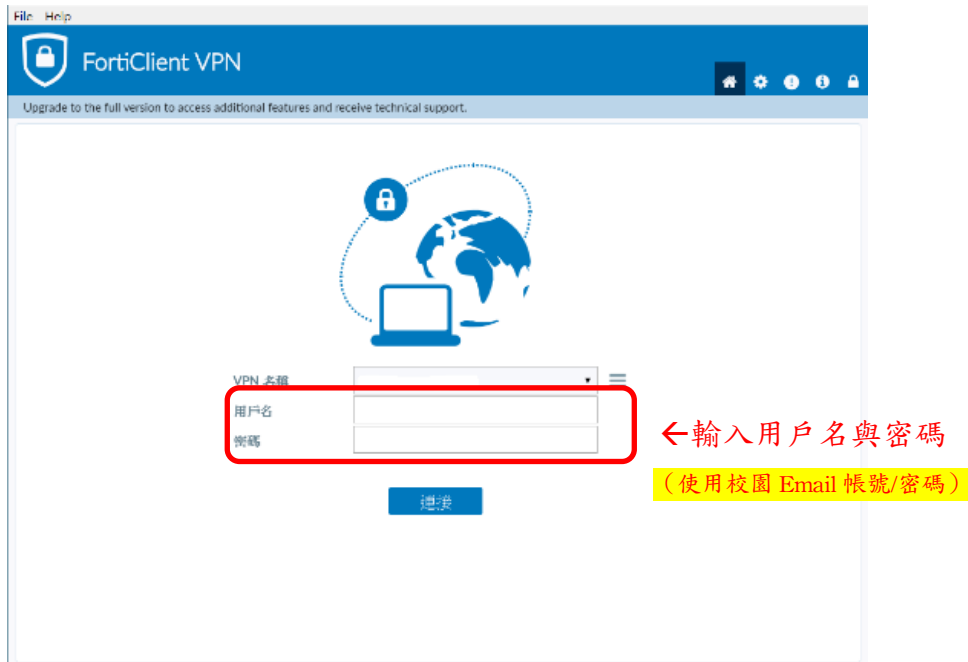 File Help
FortiClient VPN
Upgrade to the full version to access additional features and receive technical support.
VPN 名稱
用戶名
密碼
←輸入用戶名與密碼
（使用校園 Email 帳號/密碼）
連接